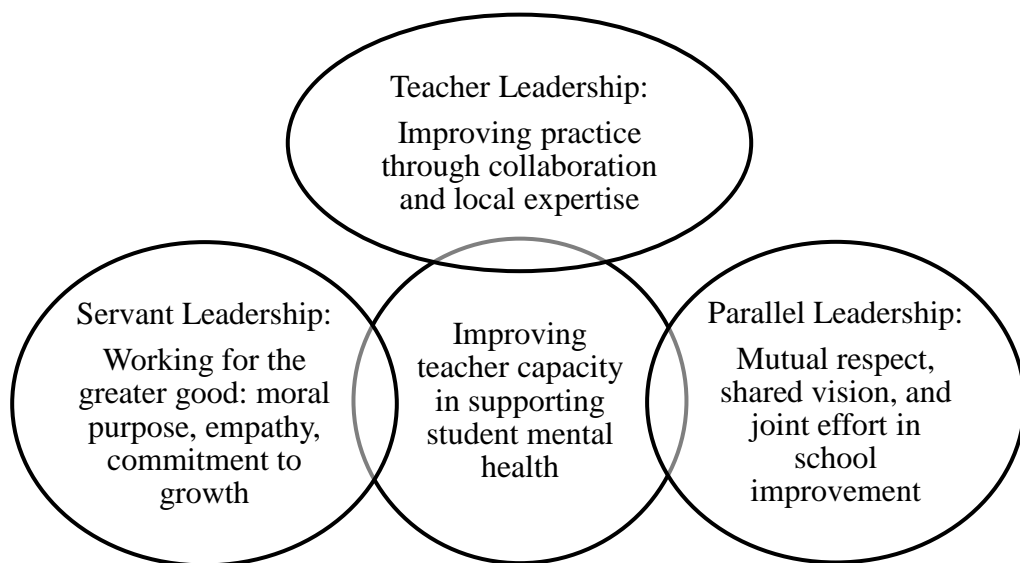 Teacher Leadership:
Improving practice
through collaboration
and local expertise
Servant Leadership:
Working for the
greater good: moral
purpose, empathy,
commitment to
growth
Improving
teacher capacity
in supporting
student mental
health
Parallel Leadership:
Mutual respect,
shared vision, and
joint effort in
school
improvement